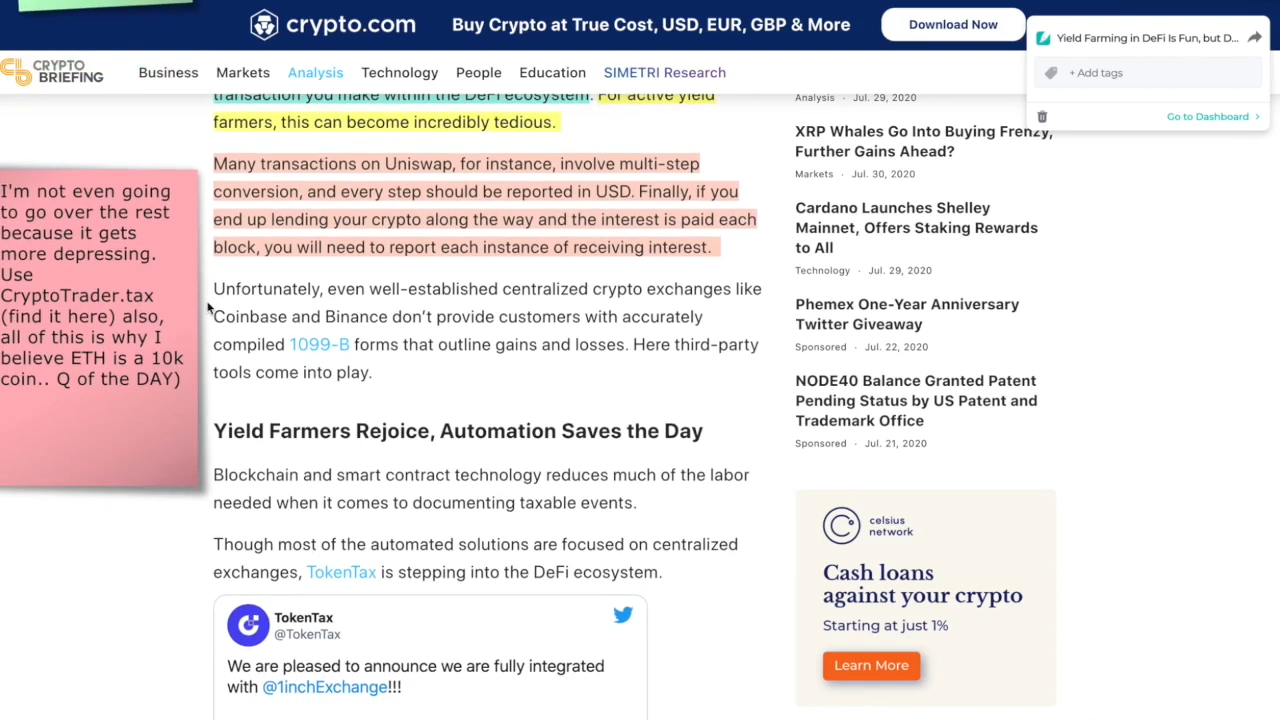 crypto.com
Buy Crypto at True Cost, USD, EUR, GBP & More
Download Now
Yield Farming in DeFi Is Fun, but D...
+ Add tags
Go to Dashboard
CRYPTO
BRIEFING
Business
Markets
Analysis
Technology
People
Education
SIMETRI Research
transaction you make within the DeFi ecosystem. For active yield
farmers, this can become incredibly tedious.
Many transactions on Uniswap, for instance, involve multi-step
conversion, and every step should be reported in USD. Finally, if you
end up lending your crypto along the way and the interest is paid each
block, you will need to report each instance of receiving interest.
I'm not even going
to go over the rest
because it gets
more depressing.
Use
CryptoTrader.tax
(find it here) also,
all of this is why I
believe ETH is a 10k
coin.. Q of the DAY)
Unfortunately, even well-established centralized crypto exchanges like
Coinbase and Binance don't provide customers with accurately
compiled 1099-B forms that outline gains and losses. Here third-party
tools come into play.
Yield Farmers Rejoice, Automation Saves the Day
Blockchain and smart contract technology reduces much of the labor
needed when it comes to documenting taxable events.
Though most of the automated solutions are focused on centralized
exchanges, TokenTax is stepping into the DeFi ecosystem.
TokenTax
@TokenTax
We are pleased to announce we are fully integrated
with @1inchExchange!!!
Analysis · Jul. 29, 2020
XRP Whales Go Into Buying Frenzy,
Further Gains Ahead?
Markets · Jul. 30, 2020
Cardano Launches Shelley
Mainnet, Offers Staking Rewards
to All
Technology · Jul. 29, 2020
Phemex One-Year Anniversary
Twitter Giveaway
Sponsored · Jul. 22, 2020
NODE40 Balance Granted Patent
Pending Status by US Patent and
Trademark Office
Sponsored · Jul. 21, 2020
celsius
network
Cash loans
against your crypto
Starting at just 1%
Learn More